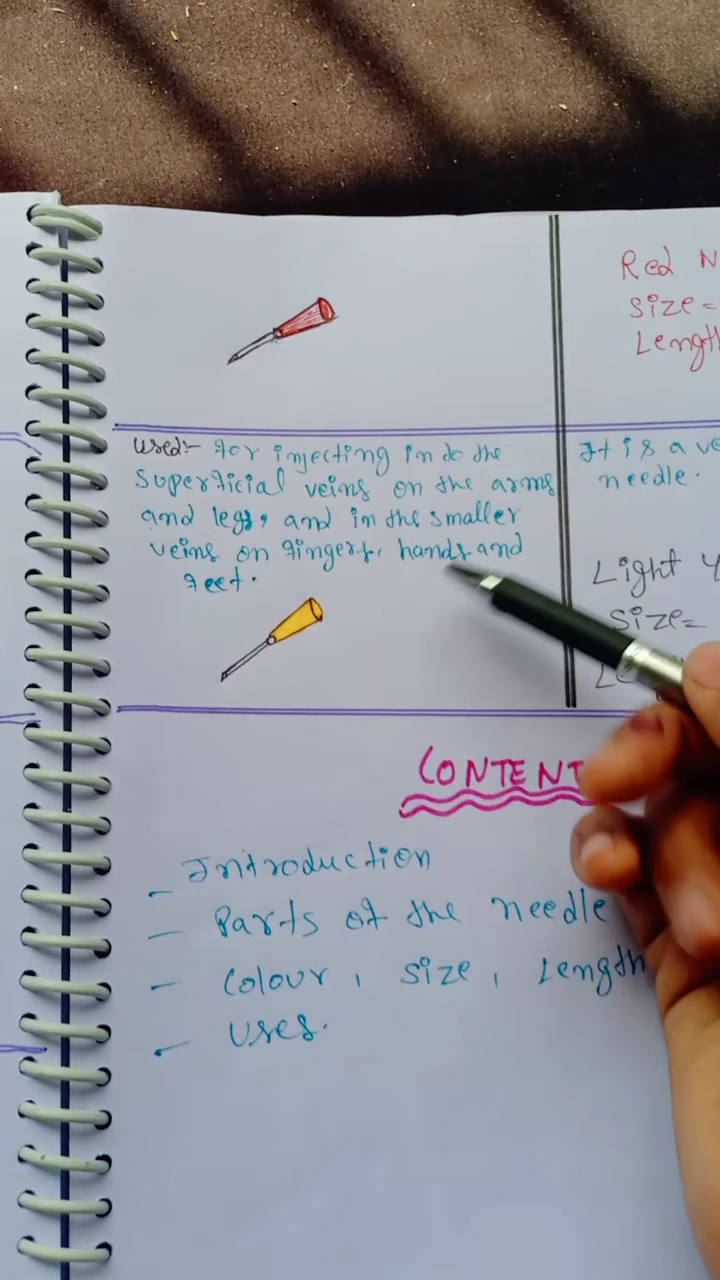 Red N
Size =
Length
Used:- For injecting in to the
superficial veins on the arms
and legs, and in the smaller
veins on fingers, hands and
feet.
It is a ve
needle.
Light Y
Size=
Le
CONTENT
- Introduction
- Parts of the needle
- Colour, Size, Length
- Uses.